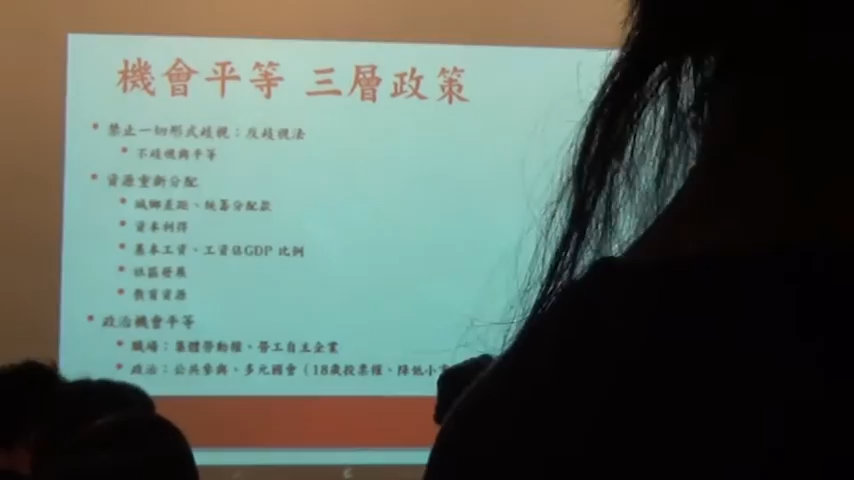 機會平等 三層政策
禁止一切形式歧視：反歧視法
不歧視與平等
資源重新分配
城鄉差距、統籌分配款
資本利得
基本工資、工資佔GDP 比例
社區發展
教育資源
政治機會平等
職場：集體勞動權、勞工自主企業
政治：公共參與、多元國會（18歲投票權、降低小